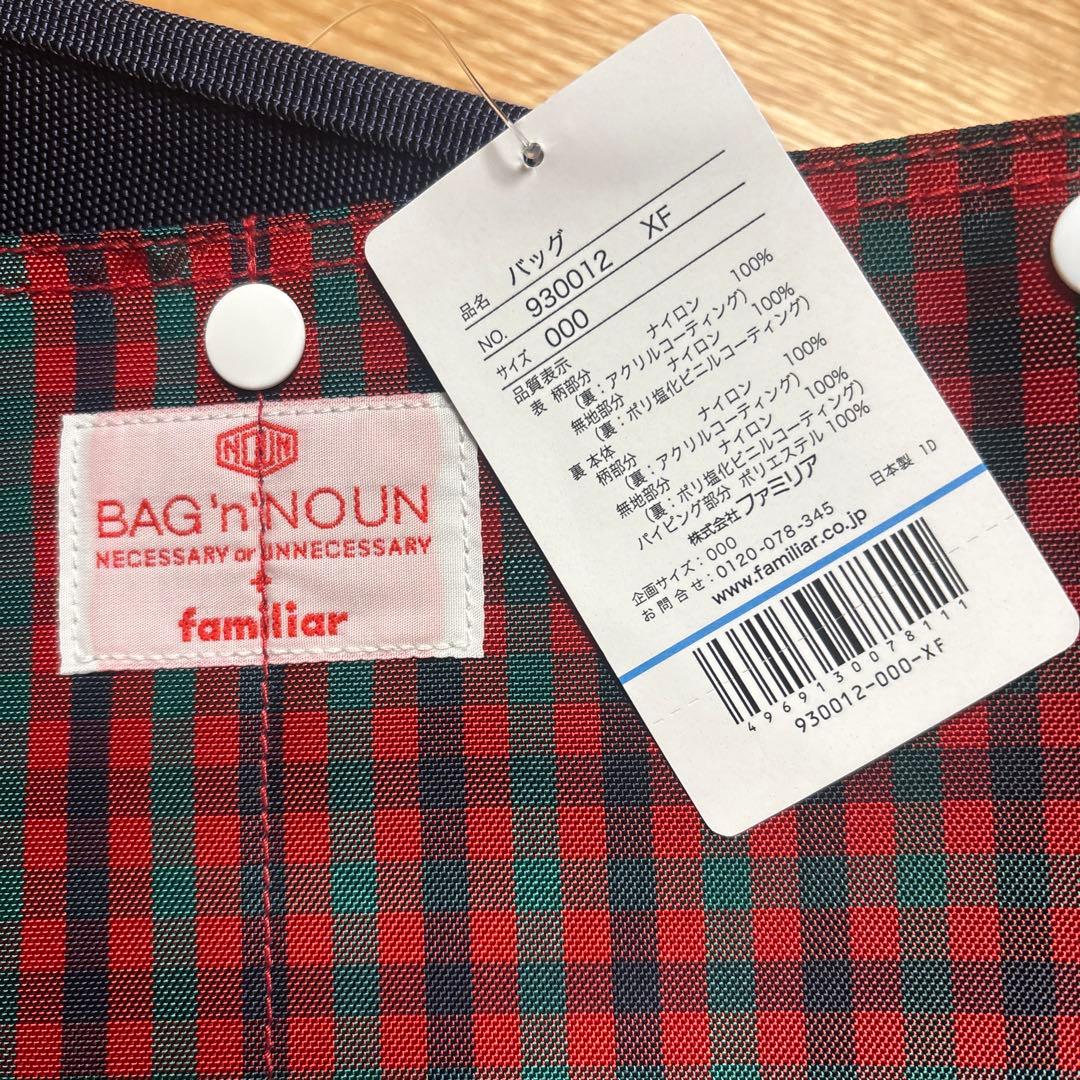 NOUN
BAG'n'NOUN
NECESSARY or UNNECESSARY
+
familiar
品名 バッグ
NO. 930012 XF
サイズ 000
品質表示
表 柄部分 ナイロン 100%
(裏:アクリルコーティング)
無地部分 ナイロン 100%
(裏:ポリ塩化ビニルコーティング)
裏 本体
柄部分 ナイロン 100%
(裏:アクリルコーティング)
無地部分 ナイロン 100%
(裏:ポリ塩化ビニルコーティング)
パイピング部分 ポリエステル 100%
株式会社ファミリア
日本製 1D
企画サイズ:000
お問合せ:0120-078-345
www.familiar.co.jp
4969130078111
930012-000-XF